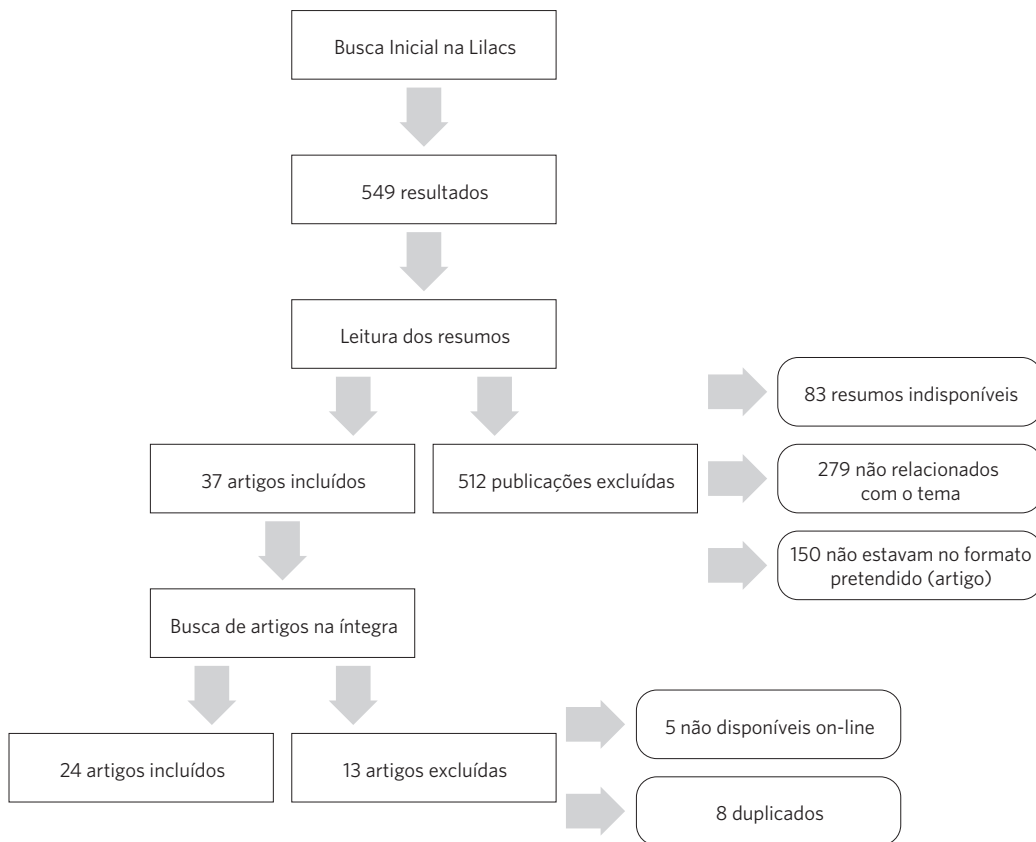 Busca Inicial na Lilacs
549 resultados
Leitura dos resumos
83 resumos indisponíveis
37 artigos incluídos
512 publicações excluídas
279 não relacionados
com o tema
150 não estavam no formato
pretendido (artigo)
Busca de artigos na íntegra
5 não disponíveis on-line
24 artigos incluídos
13 artigos excluídas
8 duplicados